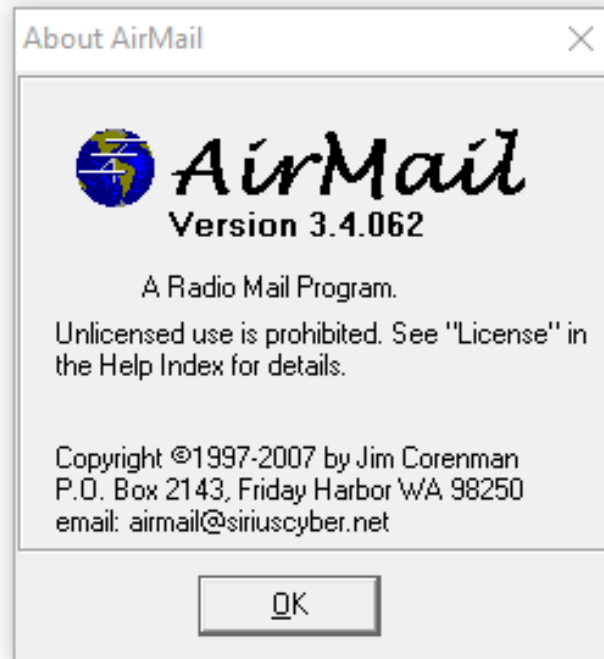 About AirMail
AirMail
Version 3.4.062
A Radio Mail Program.
Unlicensed use is prohibited. See "License" in
the Help Index for details.
Copyright ©1997-2007 by Jim Corenman
P.O. Box 2143, Friday Harbor WA 98250
email: airmail@siriuscyber.net
OK